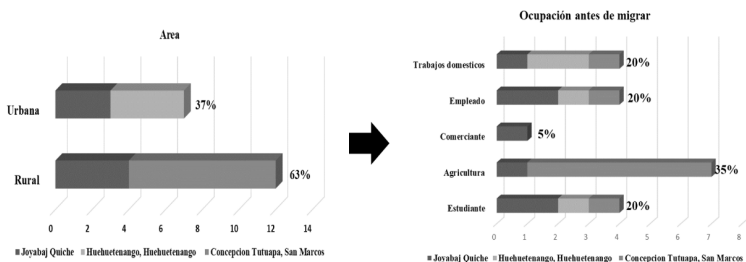 Area
Urbana
37%
Rural
63%
0 2 4 6 8 10 12 14
Joyabaj Quiche Huehuetenango, Huehuetenango Concepcion Tutuapa, San Marcos
Ocupación antes de migrar
Trabajos domesticos
20%
Empleado
20%
Comerciante
5%
Agricultura
35%
Estudiante
20%
0 1 2 3 4 5 6 7 8
Joyabaj Quiche Huehuetenango, Huehuetenango Concepcion Tutuapa, San Marcos